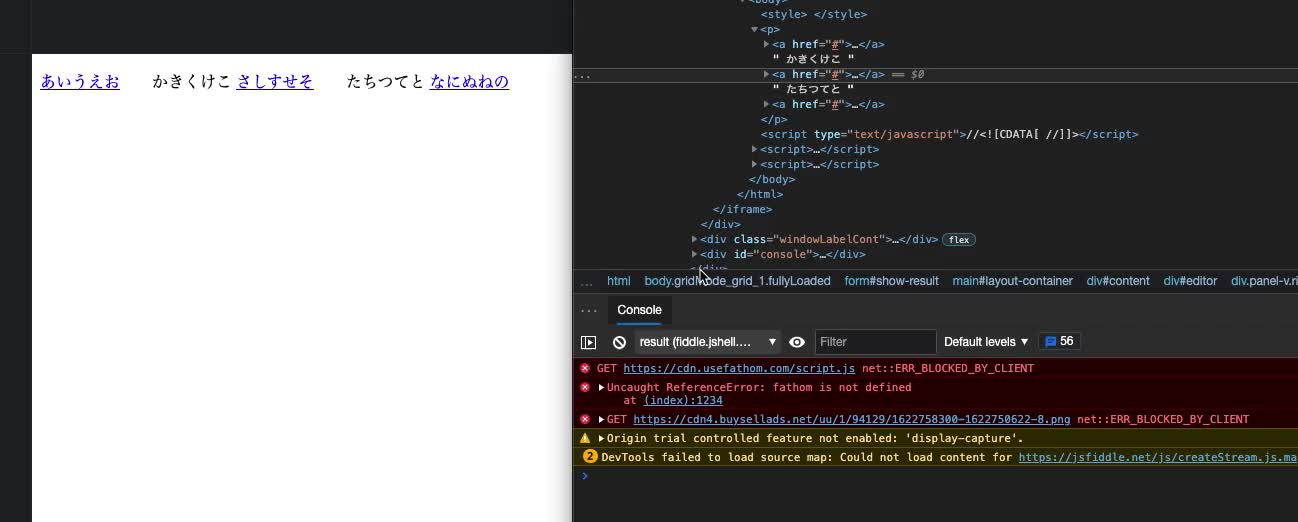 あいうえお　　かきくけこ さしすせそ　　たちつてと なにぬねの
<body>
<style> </style>
▼<p>
▶<a href="#">…</a>
" かきくけこ "
... ▶<a href="#">…</a> == $0
" たちつてと "
▶<a href="#">…</a>
</p>
<script type="text/javascript">//<![CDATA[ //]]></script>
▶<script>…</script>
▶<script>…</script>
</body>
</html>
</iframe>
</div>
▶<div class="windowLabelCont">…</div> flex
▶<div id="console">…</div>
</div>
... html body.gridMode_grid_1.fullyLoaded form#show-result main#layout-container div#content div#editor div.panel-v.ri
... Console
result (fiddle.jshell.… ▼ Filter Default levels ▼ 56
GET https://cdn.usefathom.com/script.js net::ERR_BLOCKED_BY_CLIENT
▶Uncaught ReferenceError: fathom is not defined
at (index):1234
▶GET https://cdn4.buysellads.net/uu/1/94129/1622758300-1622750622-8.png net::ERR_BLOCKED_BY_CLIENT
▶Origin trial controlled feature not enabled: 'display-capture'.
2 DevTools failed to load source map: Could not load content for https://jsfiddle.net/js/createStream.js.ma
>